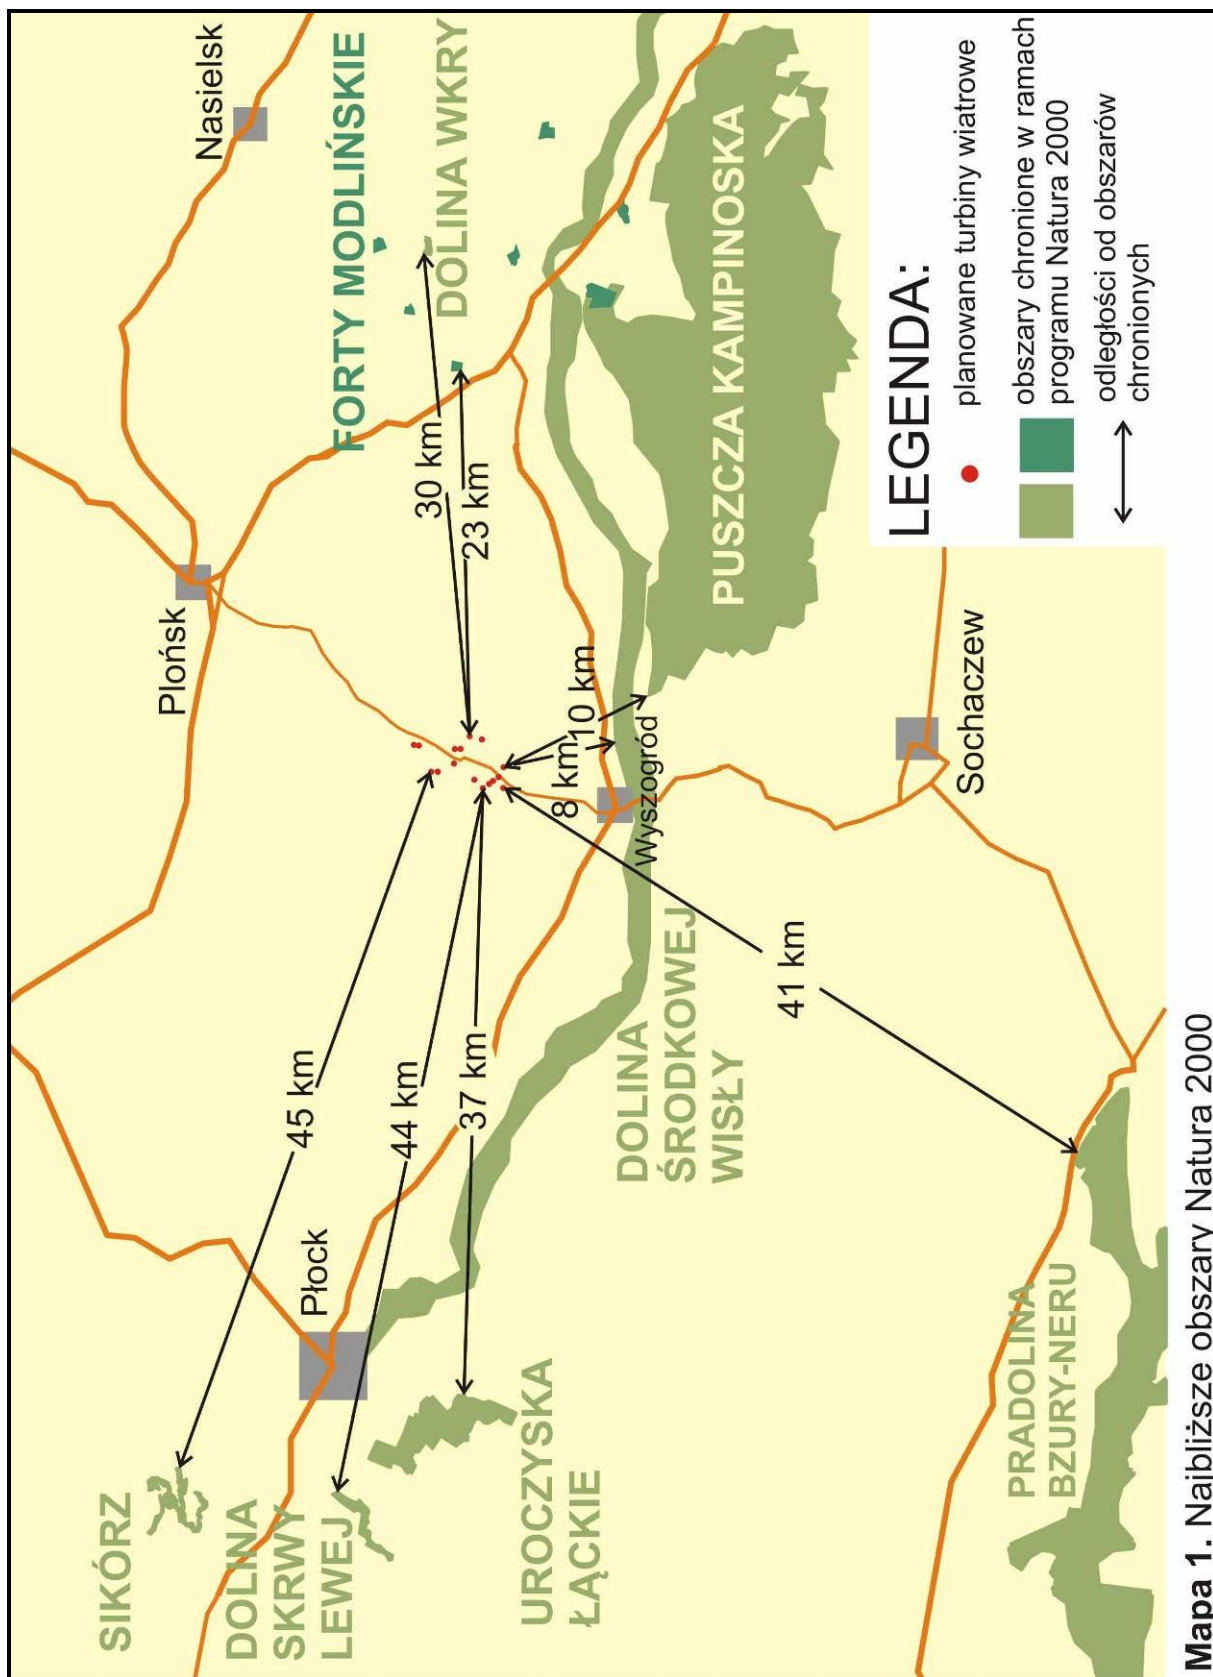 SIKÓRZ
DOLINA
SKRWY
LEWEJ
UROCZYSKA
ŁĄCKIE
Płock
45 km
44 km
37 km
DOLINA
ŚRODKOWEJ
WISŁY
PRADOLINA
BZURY-NERU
41 km
Płońsk
Nasielsk
FORTY MODLIŃSKIE
DOLINA WKRY
30 km
23 km
10 km
8 km
Wyszogród
PUSZCZA KAMPINOSKA
Sochaczew
LEGENDA:
planowane turbiny wiatrowe
obszary chronione w ramach
programu Natura 2000
odległości od obszarów
chronionych
Mapa 1. Najbliższe obszary Natura 2000